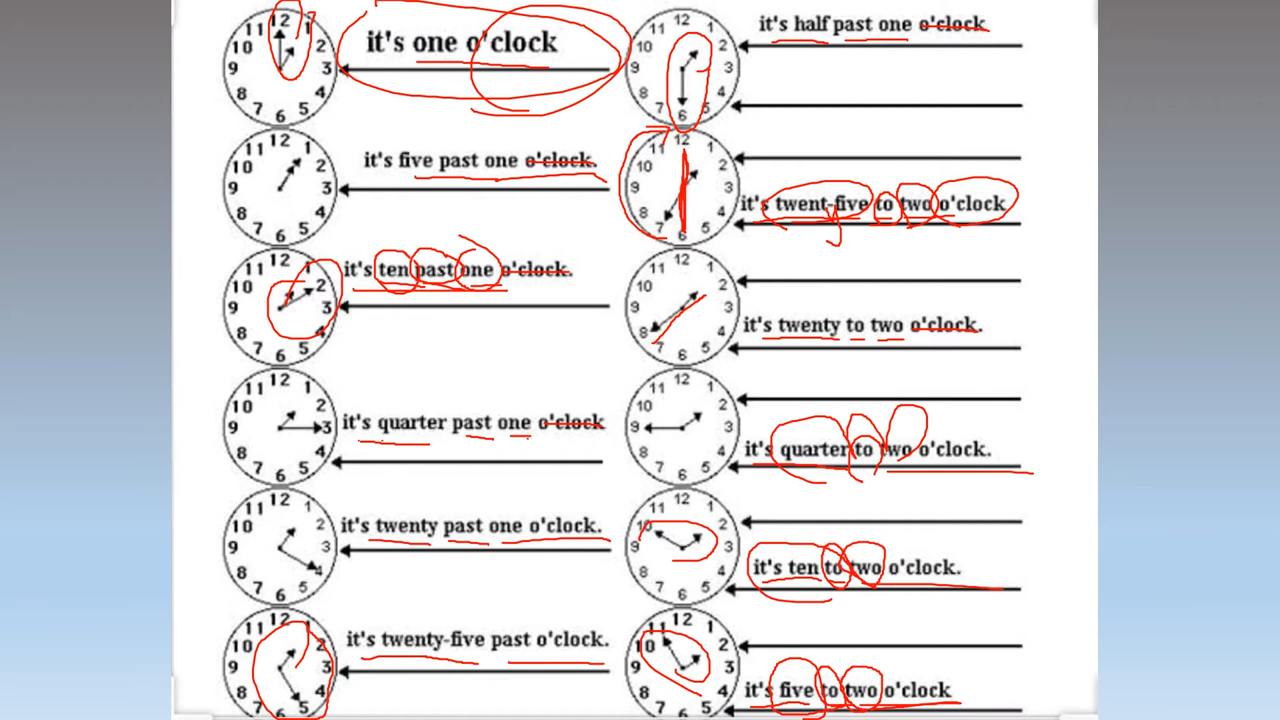 it's one o'clock
it's five past one o'clock.
it's ten past one o'clock.
it's quarter past one o'clock
it's twenty past one o'clock.
it's twenty-five past o'clock.
it's half past one o'clock.
it's twent-five to two o'clock
y
it's twenty to two o'clock.
it's quarter to two o'clock.
it's ten to two o'clock.
it's five to two o'clock